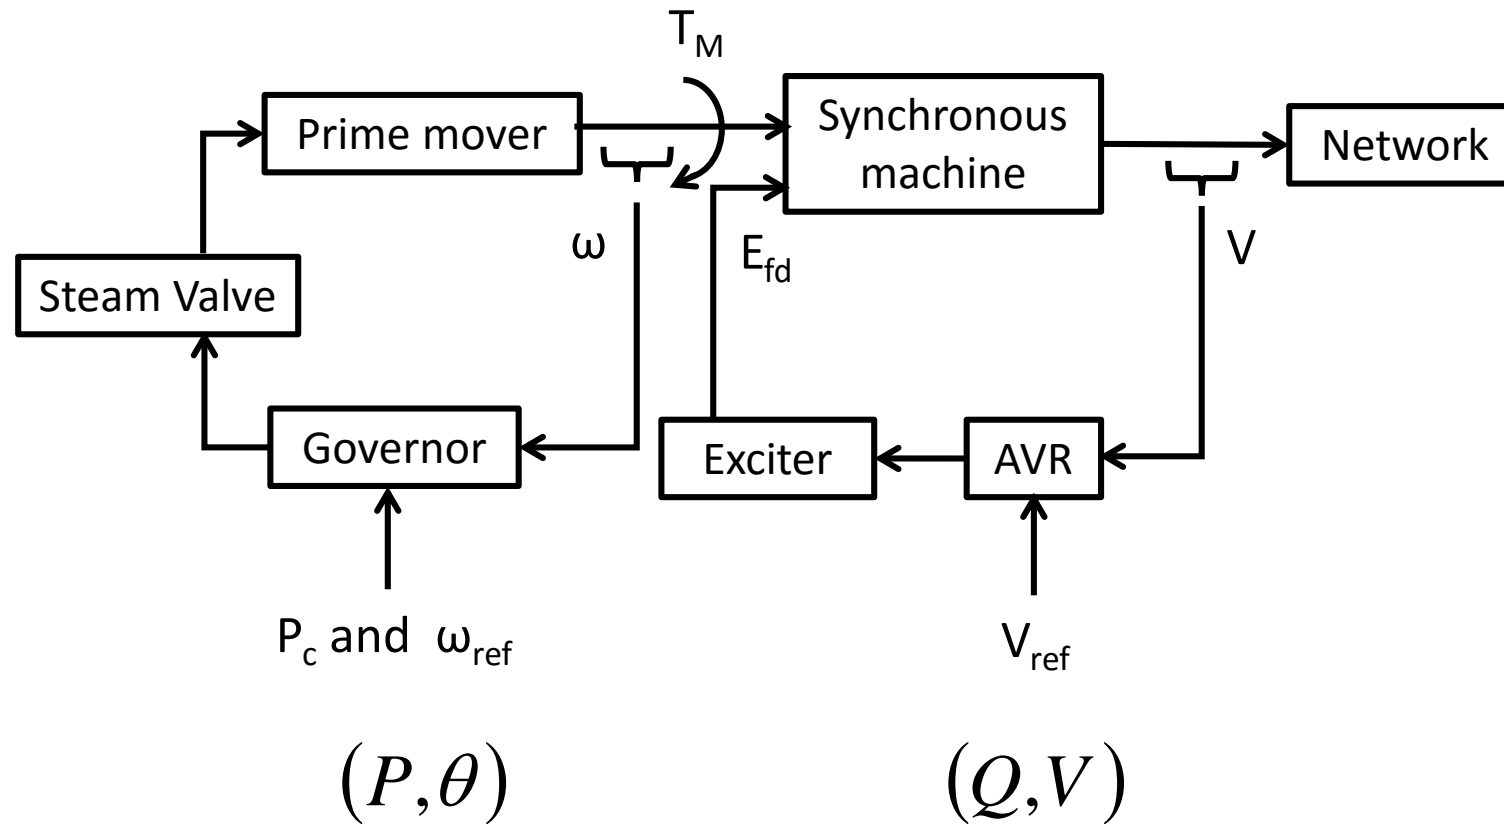 T_M
Prime mover
Synchronous
machine
Network
ω
E_fd
V
Steam Valve
Governor
Exciter
AVR
P_c and ω_ref
V_ref
(P,θ)
(Q,V)